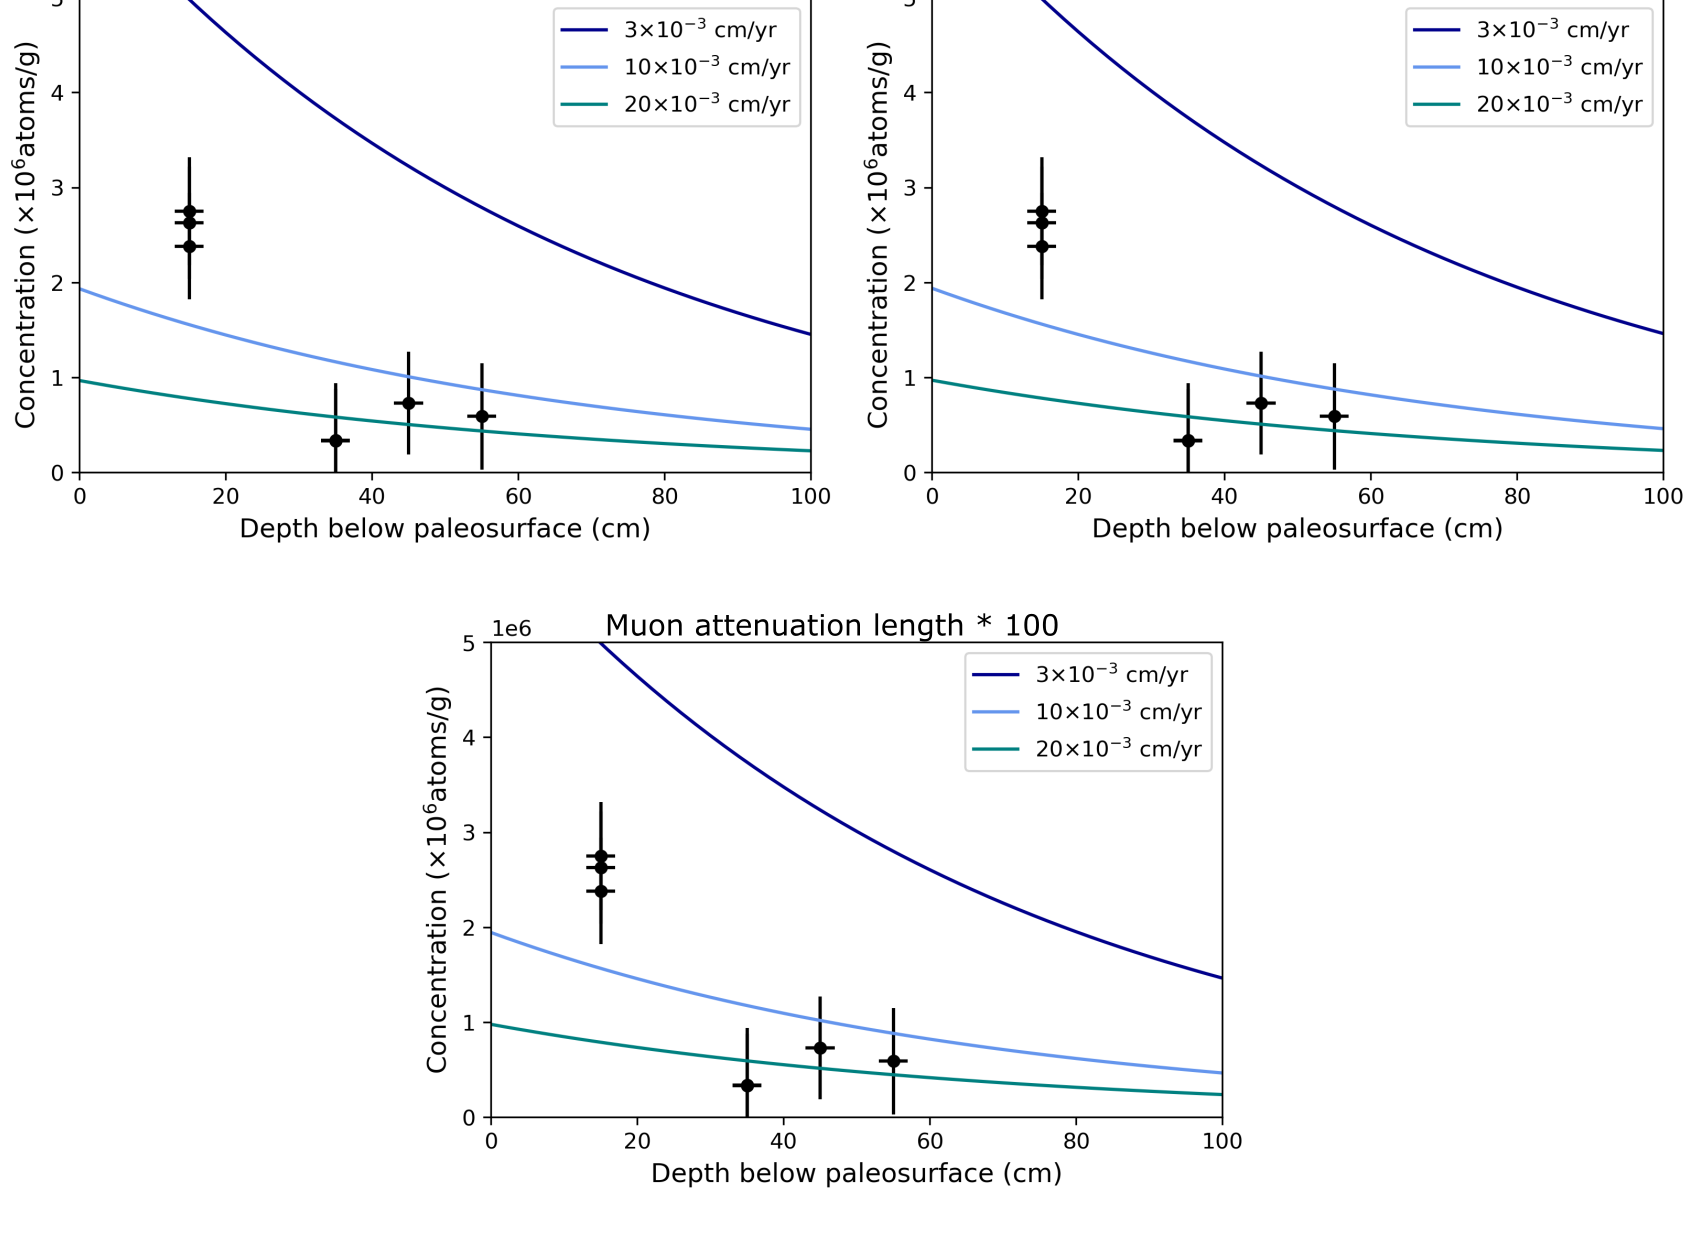 5
3×10⁻³ cm/yr
10×10⁻³ cm/yr
20×10⁻³ cm/yr
4
3
2
1
0
Concentration (×10⁶atoms/g)
0 20 40 60 80 100
Depth below paleosurface (cm)
5
3×10⁻³ cm/yr
10×10⁻³ cm/yr
20×10⁻³ cm/yr
4
3
2
1
0
Concentration (×10⁶atoms/g)
0 20 40 60 80 100
Depth below paleosurface (cm)
1e6
Muon attenuation length * 100
5
3×10⁻³ cm/yr
10×10⁻³ cm/yr
20×10⁻³ cm/yr
4
3
2
1
0
Concentration (×10⁶atoms/g)
0 20 40 60 80 100
Depth below paleosurface (cm)